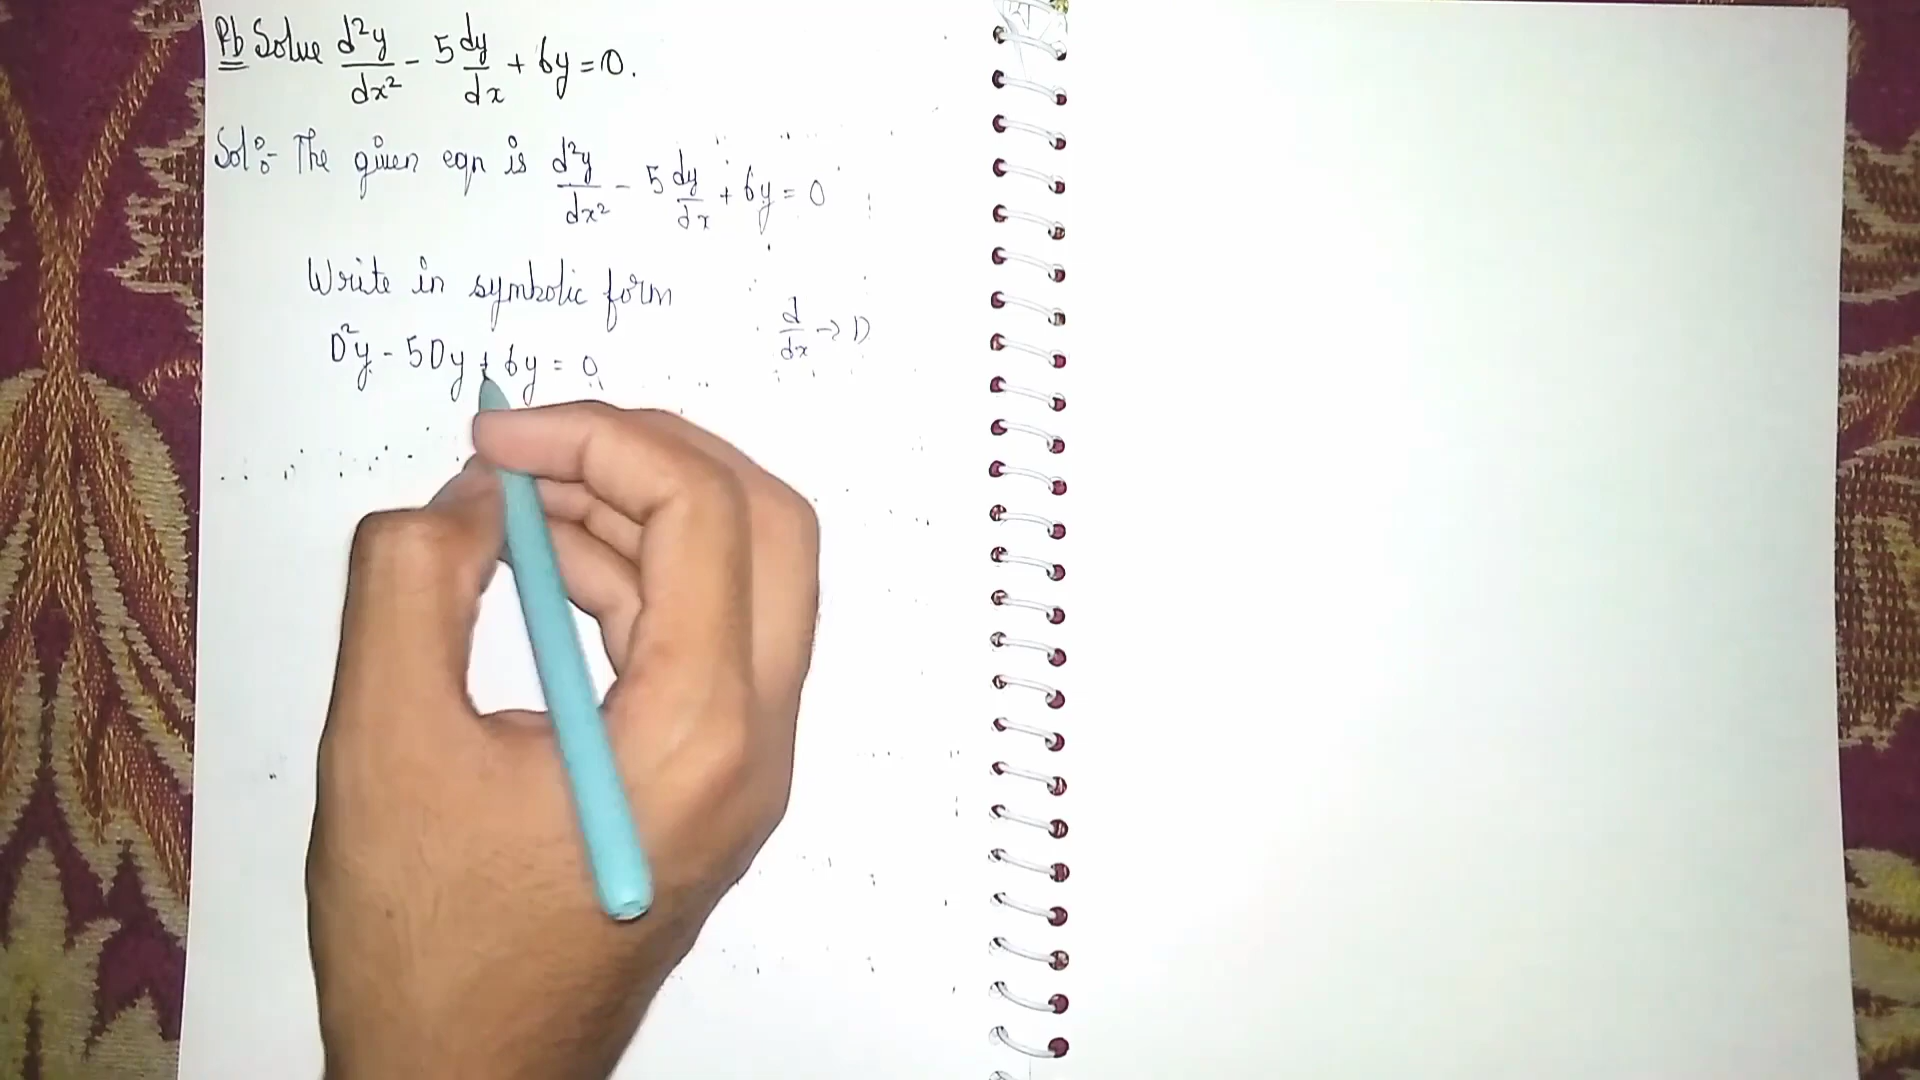 Pb Solve d²y/dx² - 5 dy/dx + 6y = 0.
Sol:- The given eqn is d²y/dx² - 5 dy/dx + 6y = 0
Write in symbolic form
d/dx → D
D²y - 5Dy + 6y = 0